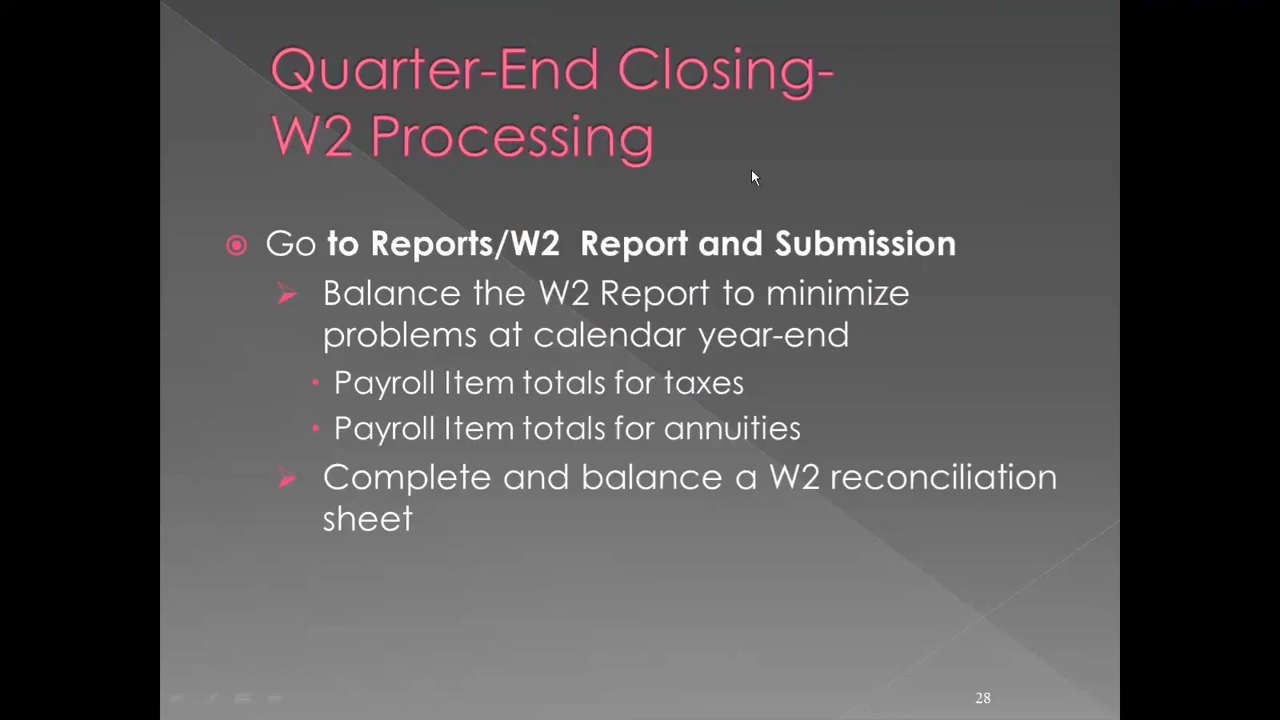 Quarter-End Closing-
W2 Processing
Go to Reports/W2  Report and Submission
Balance the W2 Report to minimize
problems at calendar year-end
Payroll Item totals for taxes
Payroll Item totals for annuities
Complete and balance a W2 reconciliation
sheet
28